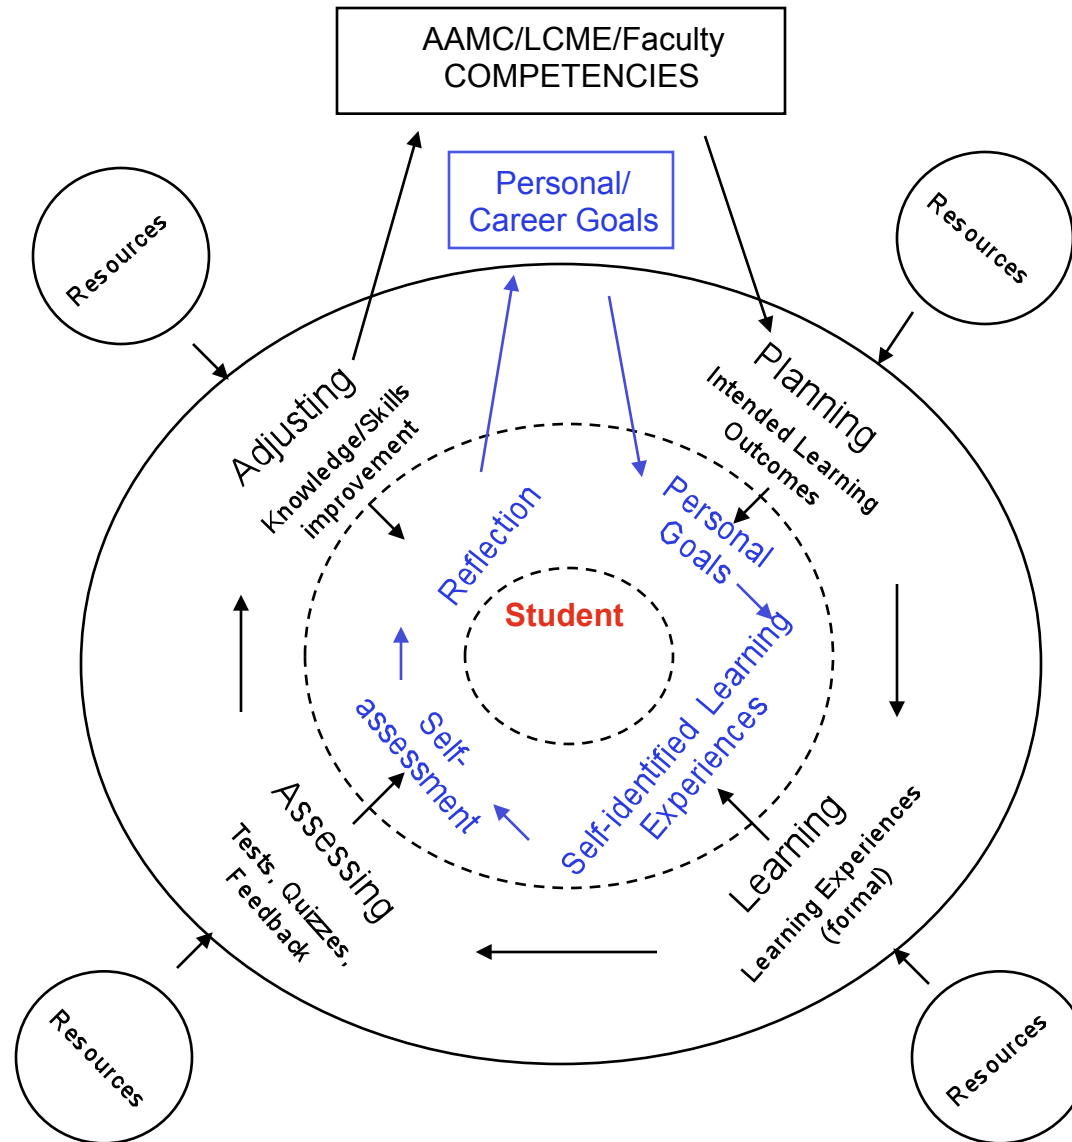 AAMC/LCME/Faculty
COMPETENCIES
Personal/
Career Goals
Resources
Resources
Adjusting
Knowledge/Skills
improvement
Planning
Intended Learning
Outcomes
Reflection
Personal
Goals
Student
Self-
assessment
Self-identified Learning
Experiences
Assessing
Tests, Quizzes,
Feedback
Learning
Learning Experiences
(formal)
Resources
Resources